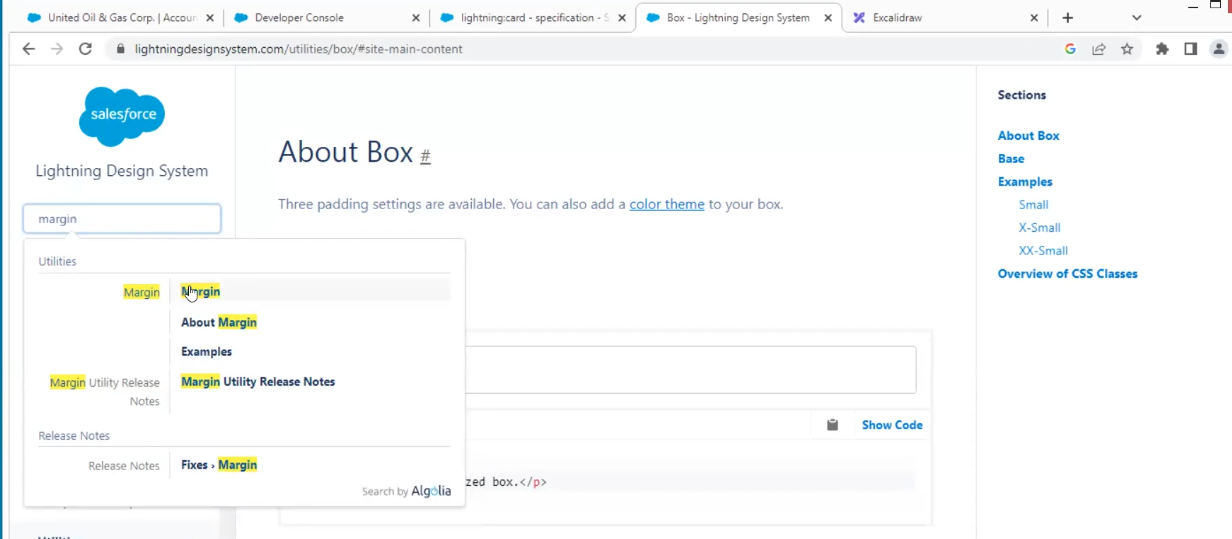 United Oil & Gas Corp. | Accoun
Developer Console
lightning:card - specification - S
Box - Lightning Design System
Excalidraw
lightningdesignsystem.com/utilities/box/#site-main-content
salesforce
Lightning Design System
margin
Utilities
Margin
Margin
About Margin
Examples
Margin Utility Release
Notes
Margin Utility Release Notes
Release Notes
Release Notes
Fixes › Margin
Search by Algolia
About Box #
Three padding settings are available. You can also add a color theme to your box.
Show Code
zed box.</p>
Sections
About Box
Base
Examples
Small
X-Small
XX-Small
Overview of CSS Classes